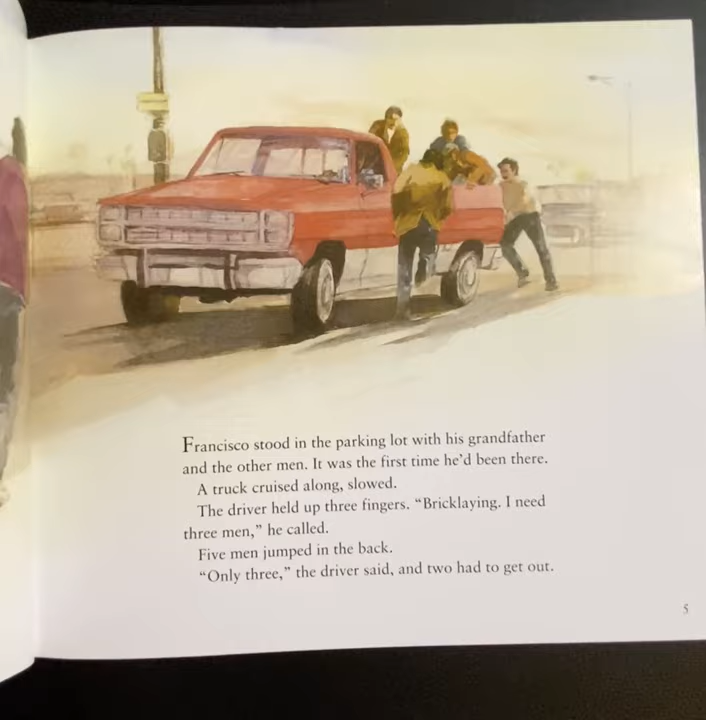 Francisco stood in the parking lot with his grandfather
and the other men. It was the first time he’d been there.
A truck cruised along, slowed.
The driver held up three fingers. “Bricklaying. I need
three men,” he called.
Five men jumped in the back.
“Only three,” the driver said, and two had to get out.
5